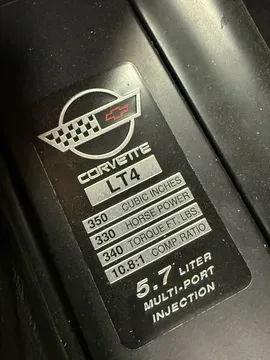 CORVETTE
LT4
350 CUBIC INCHES
330 HORSE POWER
340 TORQUE FT. LBS.
10.8:1 COMP. RATIO
5.7 LITER
MULTI-PORT
INJECTION